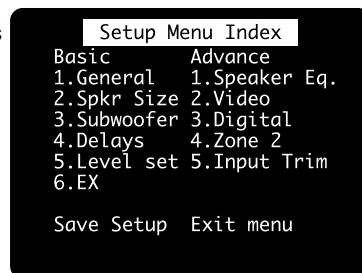 s
Setup Menu Index
Basic Advance
1.General 1.Speaker Eq.
2.Spkr Size 2.Video
3.Subwoofer 3.Digital
4.Delays 4.Zone 2
5.Level set 5.Input Trim
6.EX
Save Setup Exit menu